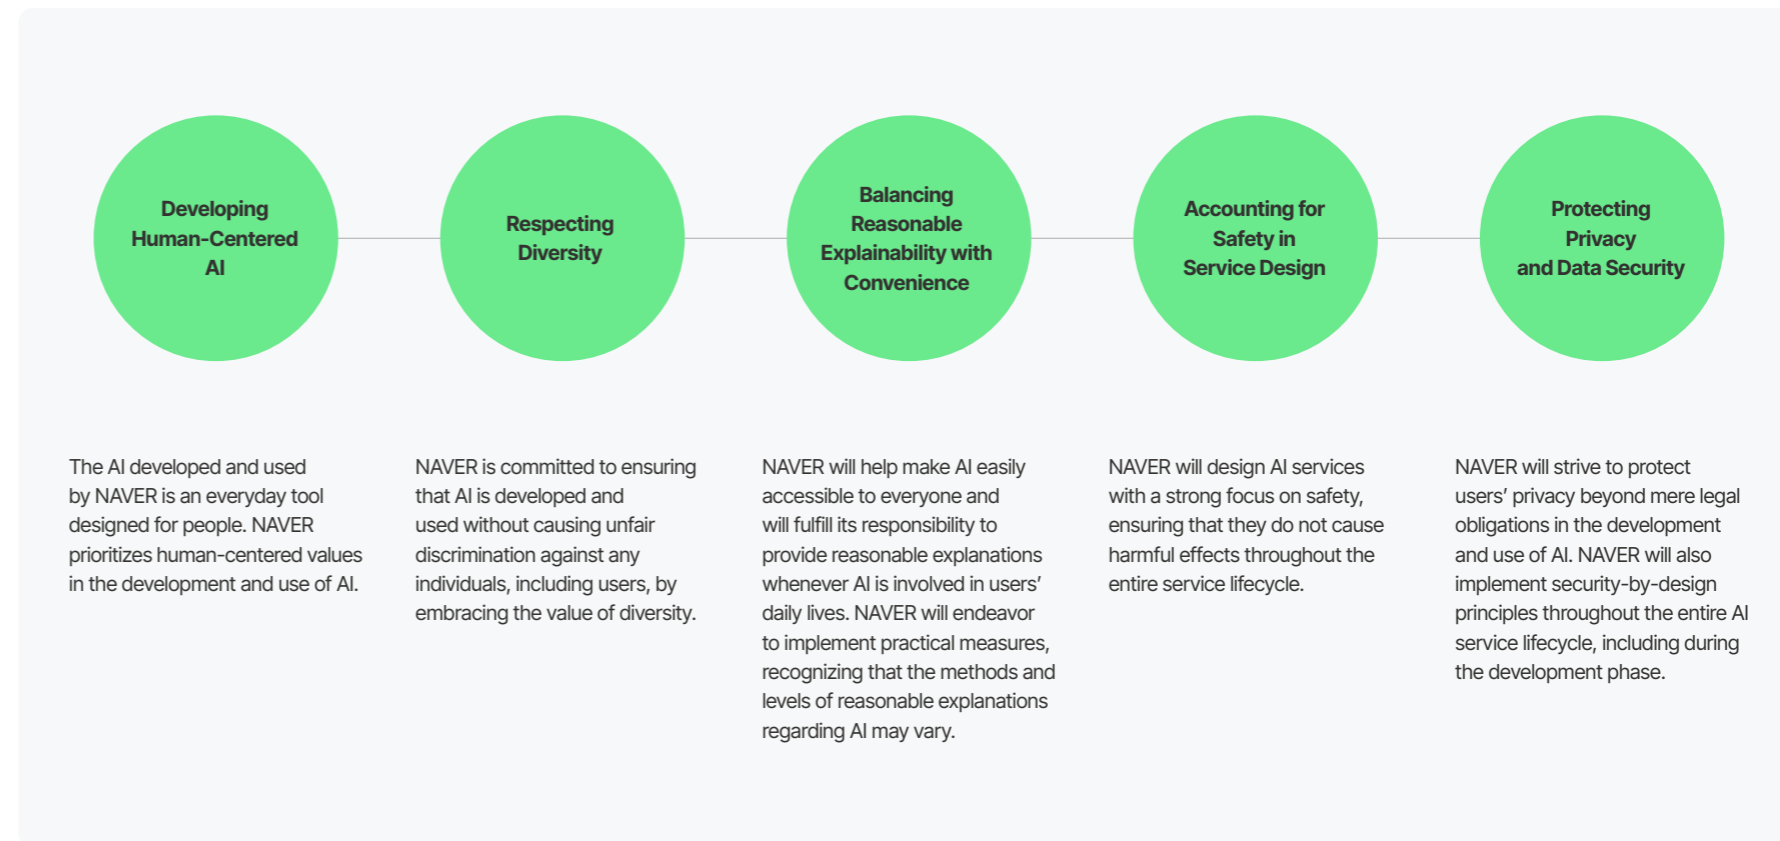 Developing
Human-Centered
AI
Respecting
Diversity
Balancing
Reasonable
Explainability with
Convenience
Accounting for
Safety in
Service Design
Protecting
Privacy
and Data Security
The AI developed and used
by NAVER is an everyday tool
designed for people. NAVER
prioritizes human-centered values
in the development and use of AI.
NAVER is committed to ensuring
that AI is developed and
used without causing unfair
discrimination against any
individuals, including users, by
embracing the value of diversity.
NAVER will help make AI easily
accessible to everyone and
will fulfill its responsibility to
provide reasonable explanations
whenever AI is involved in users’
daily lives. NAVER will endeavor
to implement practical measures,
recognizing that the methods and
levels of reasonable explanations
regarding AI may vary.
NAVER will design AI services
with a strong focus on safety,
ensuring that they do not cause
harmful effects throughout the
entire service lifecycle.
NAVER will strive to protect
users’ privacy beyond mere legal
obligations in the development
and use of AI. NAVER will also
implement security-by-design
principles throughout the entire AI
service lifecycle, including during
the development phase.